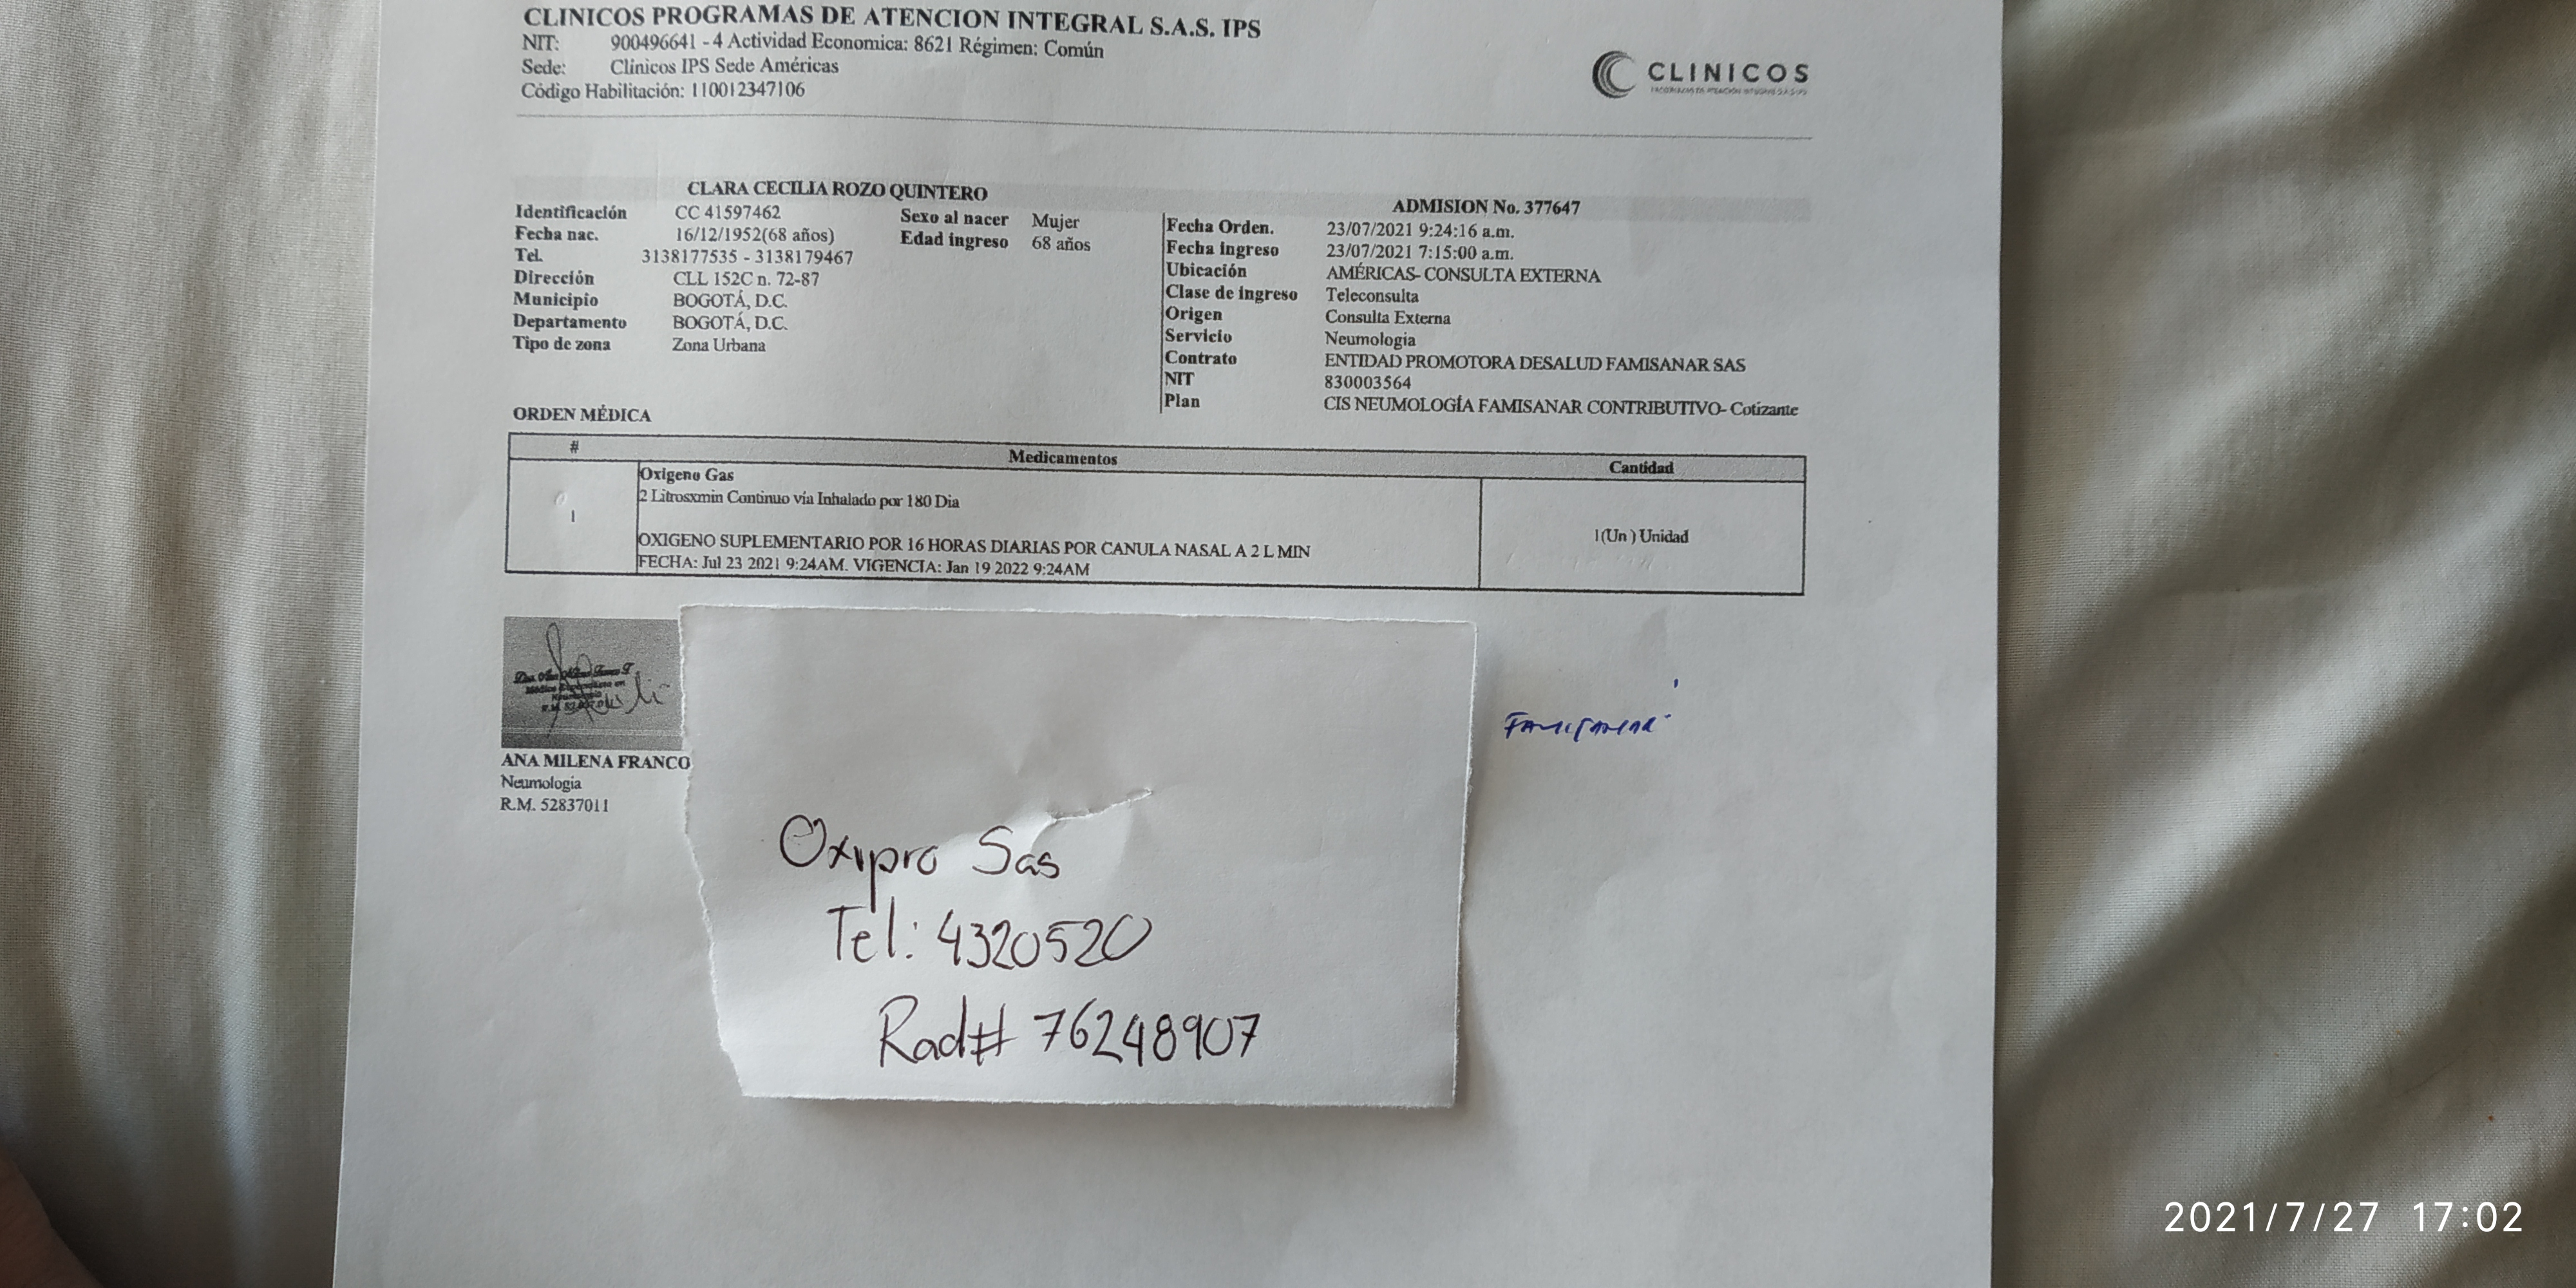 CLINICOS PROGRAMAS DE ATENCION INTEGRAL S.A.S. IPS
NIT: 900496641 - 4 Actividad Economica: 8621 Régimen: Común
Sede: Clinicos IPS Sede Américas
Código Habilitación: 110012347106
CLINICOS
PROGRAMAS DE ATENCIÓN INTEGRAL S.A.S IPS
CLARA CECILIA ROZO QUINTERO
Identificación CC 41597462 Sexo al nacer Mujer
Fecha nac. 16/12/1952(68 años) Edad ingreso 68 años
Tel. 3138177535 - 3138179467
Dirección CLL 152C n. 72-87
Municipio BOGOTÁ, D.C.
Departamento BOGOTÁ, D.C.
Tipo de zona Zona Urbana
ADMISION No. 377647
Fecha Orden. 23/07/2021 9:24:16 a.m.
Fecha ingreso 23/07/2021 7:15:00 a.m.
Ubicación AMÉRICAS- CONSULTA EXTERNA
Clase de ingreso Teleconsulta
Origen Consulta Externa
Servicio Neumologia
Contrato ENTIDAD PROMOTORA DESALUD FAMISANAR SAS
NIT 830003564
Plan CIS NEUMOLOGÍA FAMISANAR CONTRIBUTIVO- Cotizante
ORDEN MÉDICA
# Medicamentos Cantidad
Oxigeno Gas
2 Litrosxmin Continuo vía Inhalado por 180 Dia
1 1(Un ) Unidad
OXIGENO SUPLEMENTARIO POR 16 HORAS DIARIAS POR CANULA NASAL A 2 L MIN
FECHA: Jul 23 2021 9:24AM. VIGENCIA: Jan 19 2022 9:24AM
ANA MILENA FRANCO
Neumologia
R.M. 52837011
FAMISANAR
Oxipro Sas
Tel: 4320520
Rad# 76248907
2021/7/27 17:02